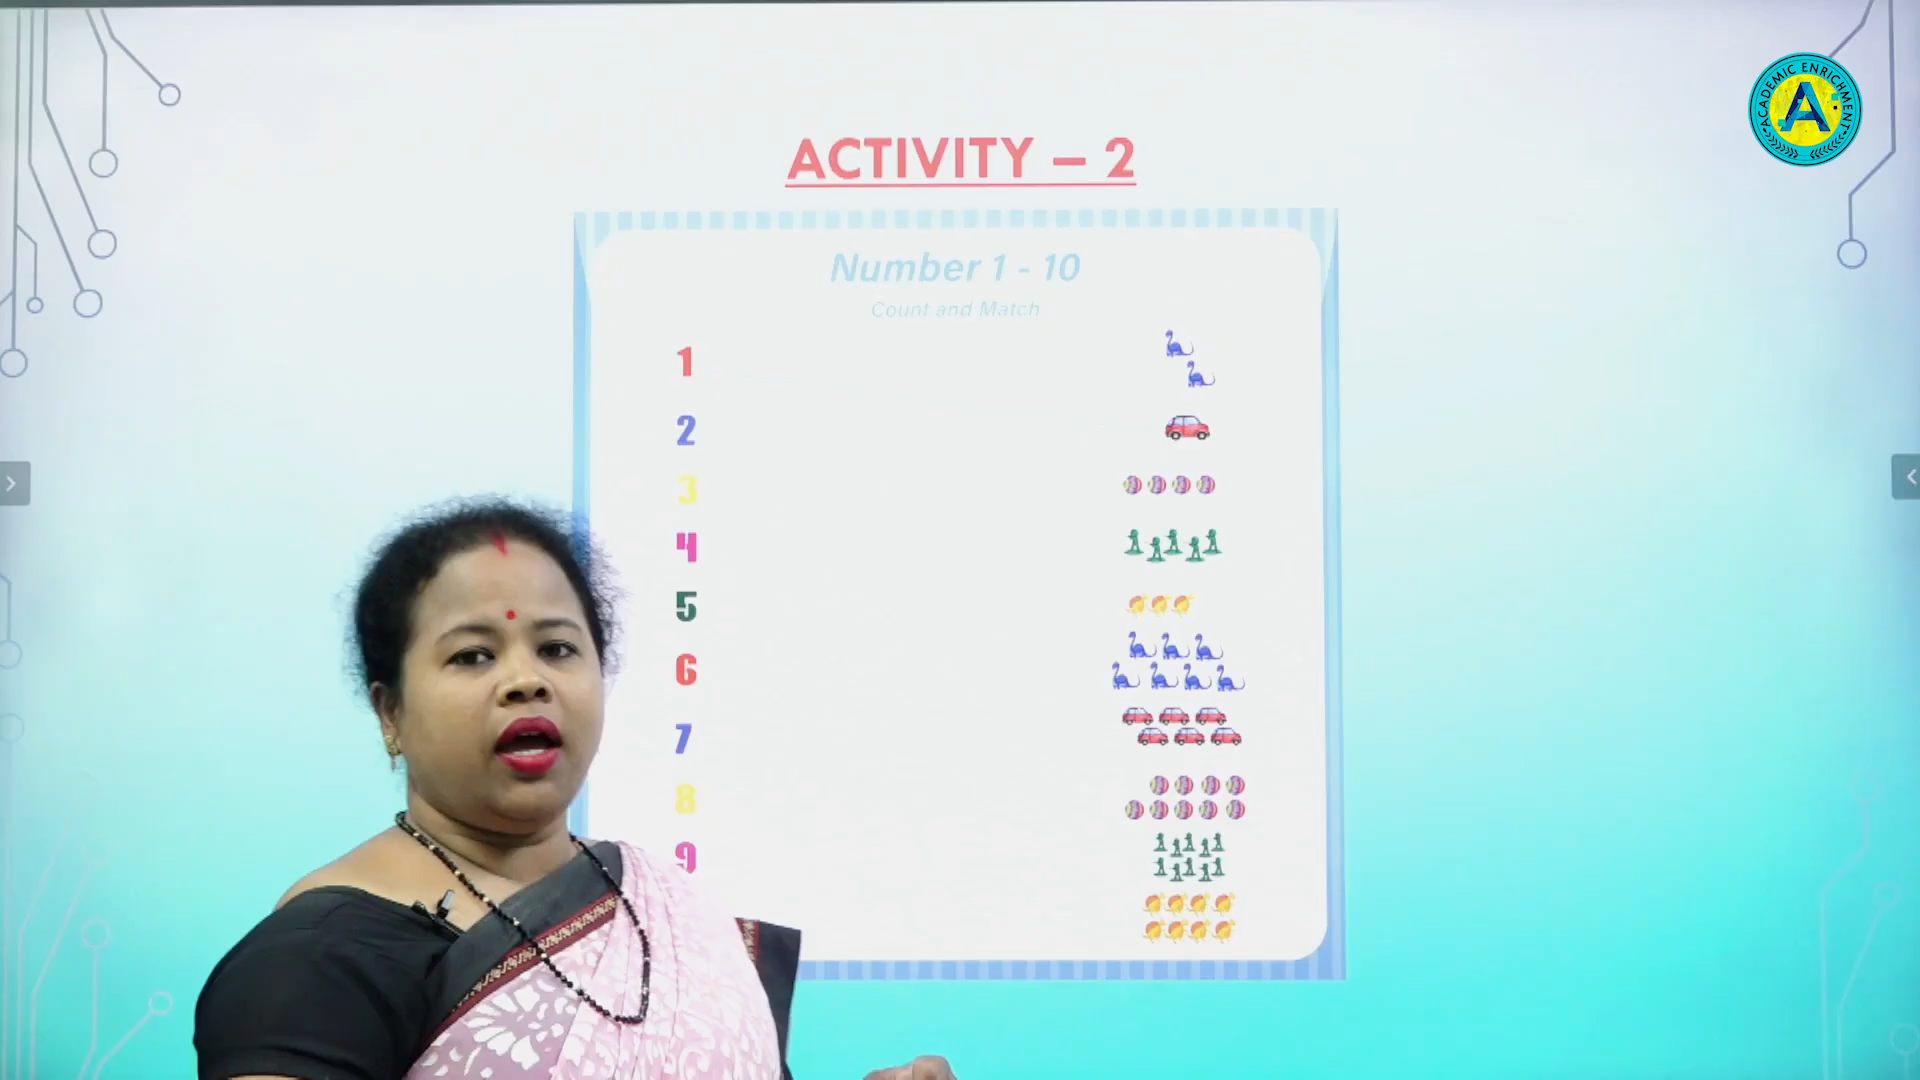 ACADEMIC ENRICHMENT
A
ACTIVITY – 2
Number 1 - 10
Count and Match
1
2
3
4
5
6
7
8
9